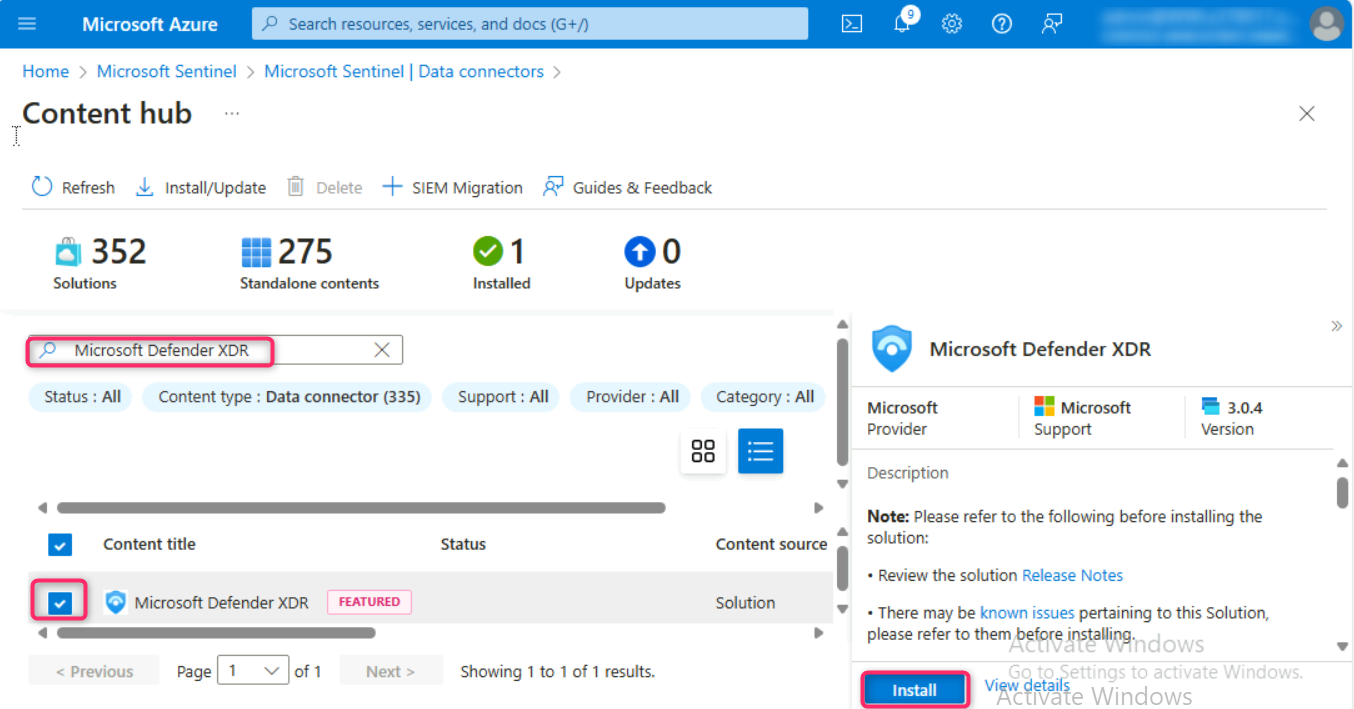 Microsoft Azure
Search resources, services, and docs (G+/)
9
Home > Microsoft Sentinel > Microsoft Sentinel | Data connectors >
Content hub ...
Refresh Install/Update Delete SIEM Migration Guides & Feedback
352 275 1 0
Solutions Standalone contents Installed Updates
Microsoft Defender XDR
Status : All Content type : Data connector (335) Support : All Provider : All Category : All
Content title Status Content source
Microsoft Defender XDR FEATURED Solution
< Previous Page 1 of 1 Next > Showing 1 to 1 of 1 results.
Microsoft Defender XDR
Microsoft Microsoft 3.0.4
Provider Support Version
Description
Note: Please refer to the following before installing the
solution:
• Review the solution Release Notes
• There may be known issues pertaining to this Solution,
please refer to them before installing.
Activate Windows
Go to Settings to activate Windows.
Install View details
Activate Windows